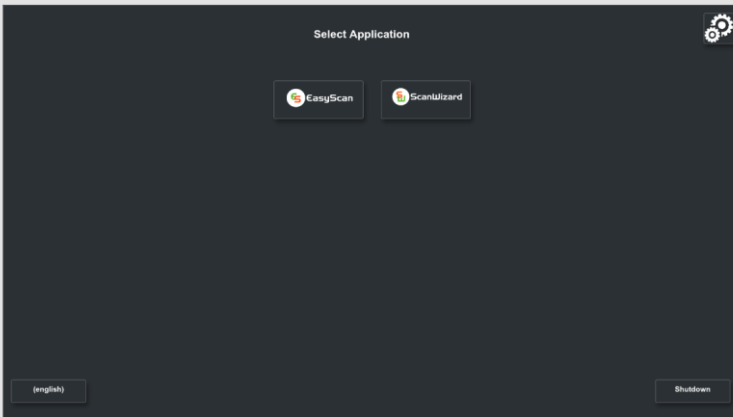 Select Application
EasyScan
ScanWizard
(english)
Shutdown